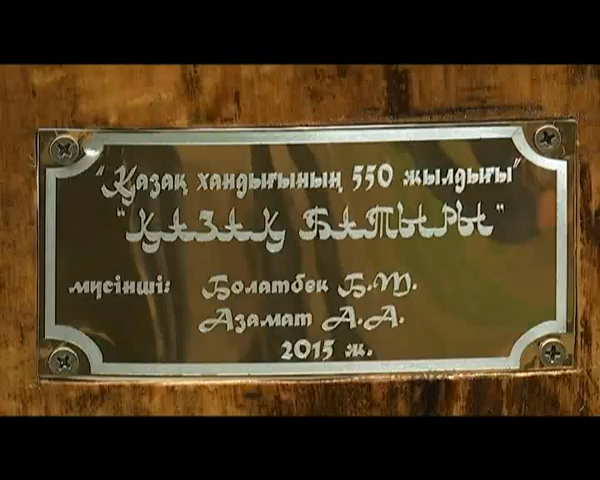 "Қазақ хандығының 550 жылдығы"
"ҚАЗАҚ БАТЫРЫ"
мүсінші: Болатбек Б.Т.
Азамат А.А.
2015 ж.